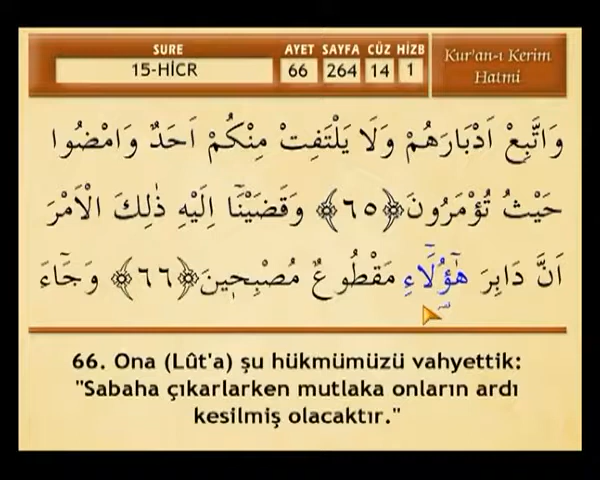 SURE AYET SAYFA CÜZ HİZB
15-HİCR 66 264 14 1
Kur'an-ı Kerim
Hatmi
وَاتَّبِعْ اَدْبَارَهُمْ وَلَا يَلْتَفِتْ مِنْكُمْ اَحَدٌ وَامْضُوا
حَيْثُ تُؤْمَرُونَ ﴿٦٥﴾ وَقَضَيْنَٓا اِلَيْهِ ذٰلِكَ الْاَمْرَ
اَنَّ دَابِرَ هٰٓؤُ۬لَٓاءِ مَقْطُوعٌ مُصْبِح۪ينَ ﴿٦٦﴾ وَجَٓاءَ
66. Ona (Lût'a) şu hükmümüzü vahyettik:
"Sabaha çıkarlarken mutlaka onların ardı
kesilmiş olacaktır."